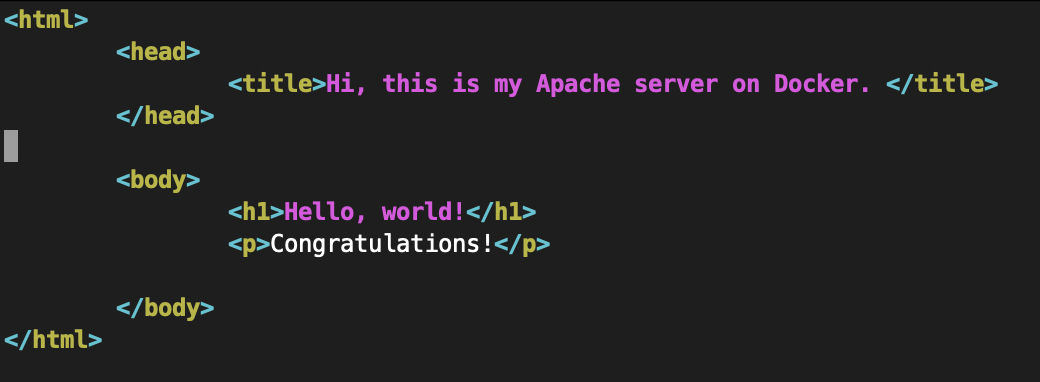 <html>
<head>
<title>Hi, this is my Apache server on Docker. </title>
</head>
<body>
<h1>Hello, world!</h1>
<p>Congratulations!</p>
</body>
</html>